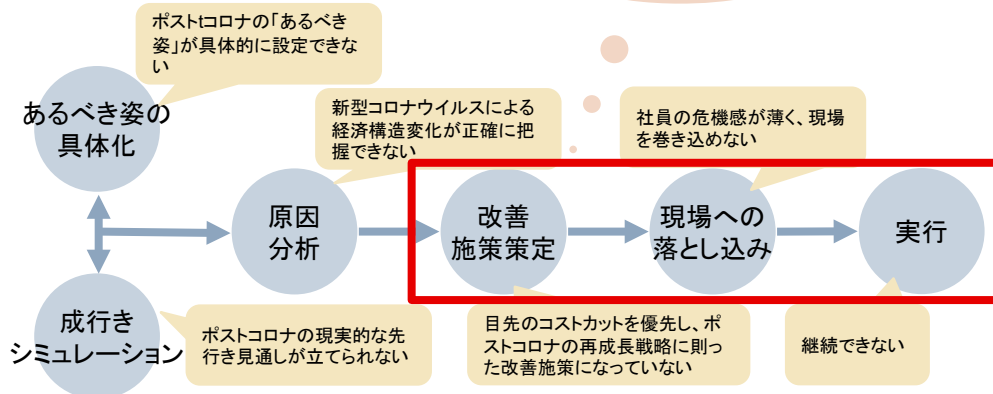 ポストtコロナの「あるべき
姿」が具体的に設定できな
い
あるべき姿の
具体化
新型コロナウイルスによる
経済構造変化が正確に把
握できない
社員の危機感が薄く、現場
を巻き込めない
原因
分析
改善
施策策定
現場への
落とし込み
実行
成行き
シミュレーション
ポストコロナの現実的な先
行き見通しが立てられない
目先のコストカットを優先し、ポ
ストコロナの再成長戦略に則っ
た改善施策になっていない
継続できない